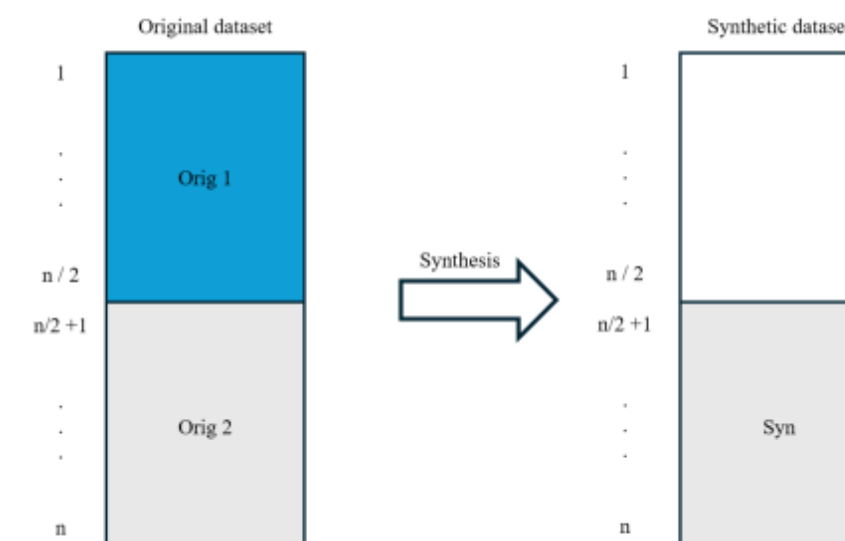 Original dataset
1
.
.
.
n / 2
n/2 +1
.
.
.
n
Orig 1
Orig 2
Synthesis
Synthetic datase
1
.
.
.
n / 2
n/2 +1
.
.
.
n
Syn